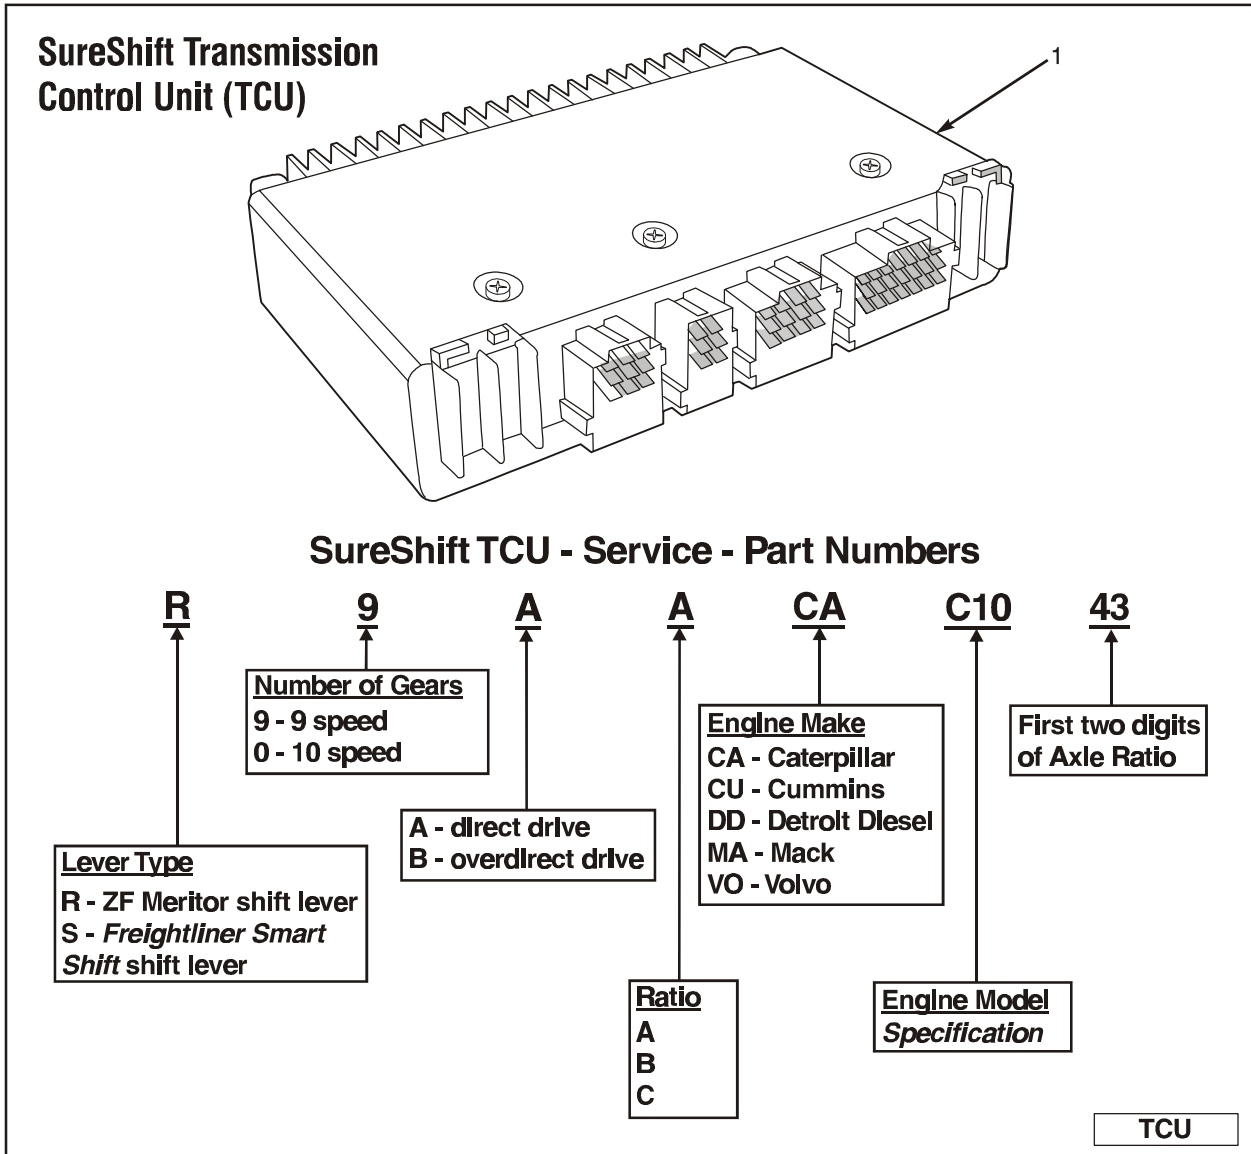 SureShift Transmission
Control Unit (TCU)
1
SureShift TCU - Service - Part Numbers
R 9 A A CA C10 43
Number of Gears
9 - 9 speed
0 - 10 speed
Engine Make
CA - Caterpillar
CU - Cummins
DD - Detroit Diesel
MA - Mack
VO - Volvo
First two digits
of Axle Ratio
A - direct drive
B - overdirect drive
Lever Type
R - ZF Meritor shift lever
S - Freightliner Smart
Shift shift lever
Ratio
A
B
C
Engine Model
Specification
TCU